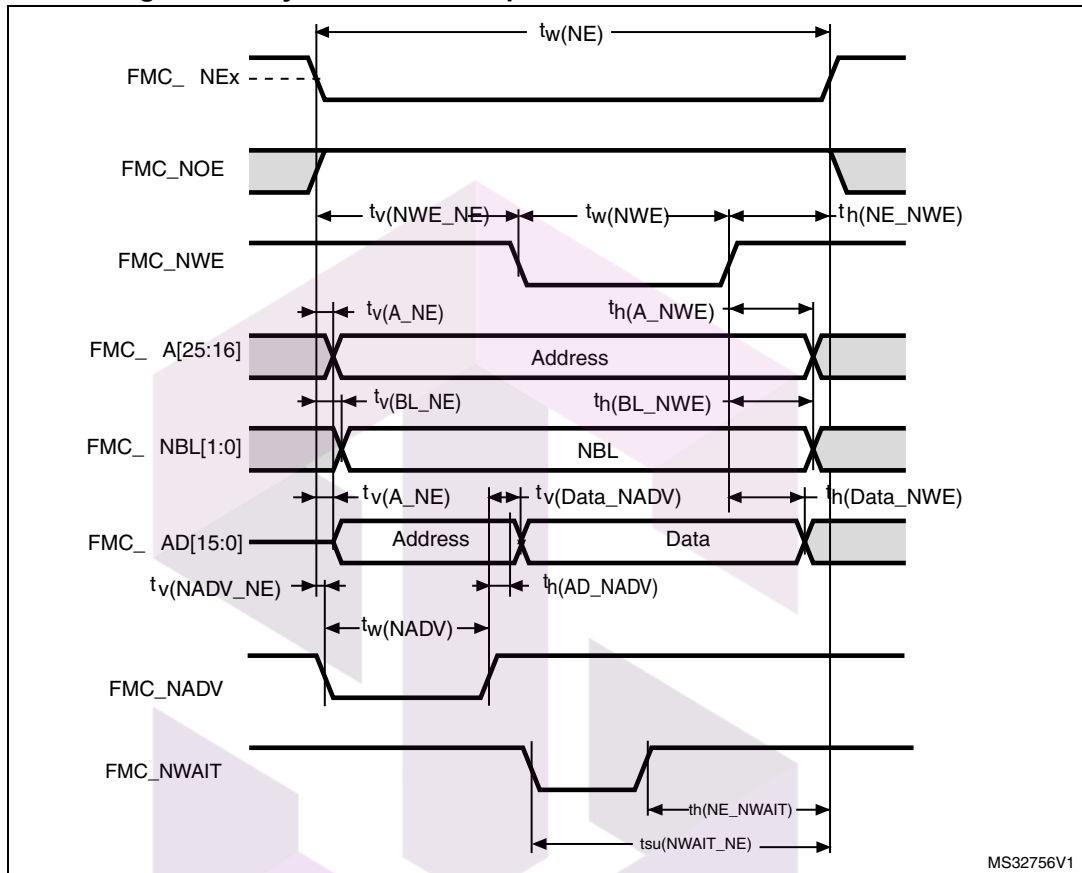 tw(NE)
FMC_ NEx
FMC_NOE
tv(NWE_NE)
tw(NWE)
th(NE_NWE)
FMC_NWE
tv(A_NE)
th(A_NWE)
FMC_ A[25:16]
Address
tv(BL_NE)
th(BL_NWE)
FMC_ NBL[1:0]
NBL
tv(A_NE)
tv(Data_NADV)
th(Data_NWE)
FMC_ AD[15:0]
Address
Data
tv(NADV_NE)
th(AD_NADV)
tw(NADV)
FMC_NADV
FMC_NWAIT
th(NE_NWAIT)
tsu(NWAIT_NE)
MS32756V1